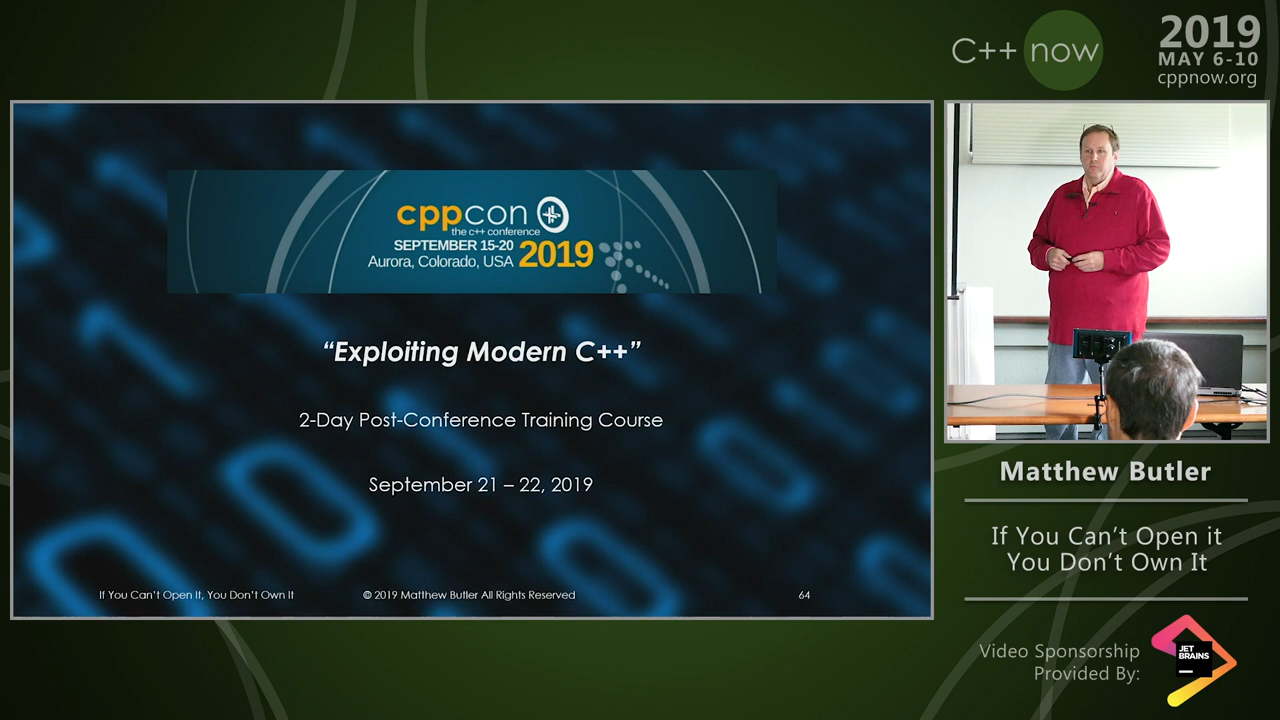 C++ now
2019
MAY 6-10
cppnow.org
cppcon
the c++ conference
SEPTEMBER 15-20
Aurora, Colorado, USA
2019
“Exploiting Modern C++”
2-Day Post-Conference Training Course
September 21 – 22, 2019
If You Can’t Open It, You Don’t Own It
© 2019 Matthew Butler All Rights Reserved
64
Matthew Butler
If You Can’t Open it
You Don’t Own It
Video Sponsorship
Provided By:
JET
BRAINS